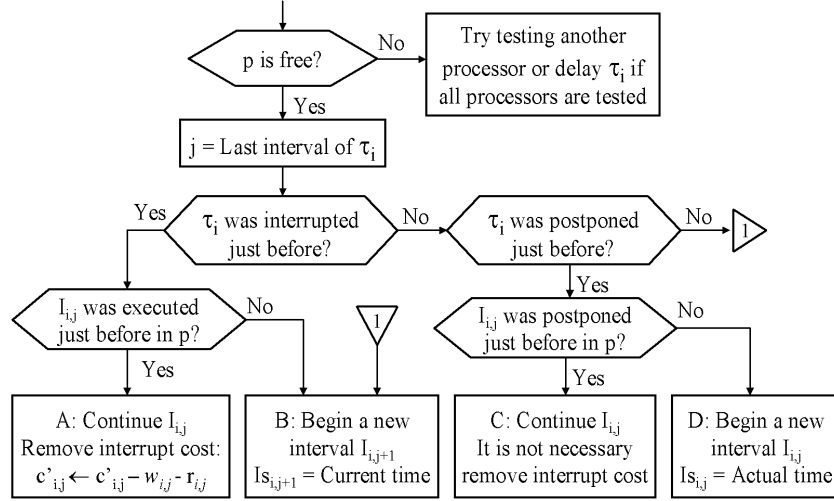 p is free?
No
Try testing another
processor or delay τi if
all processors are tested
Yes
j = Last interval of τi
Yes
τi was interrupted
just before?
No
τi was postponed
just before?
No
1
Yes
Ii,j was executed
just before in p?
No
1
Ii,j was postponed
just before in p?
No
Yes
Yes
A: Continue Ii,j
Remove interrupt cost:
c'i,j ← c'i,j – wi,j - ri,j
B: Begin a new
interval Ii,j+1
Isi,j+1 = Current time
C: Continue Ii,j
It is not necessary
remove interrupt cost
D: Begin a new
interval Ii,j
Isi,j = Actual time